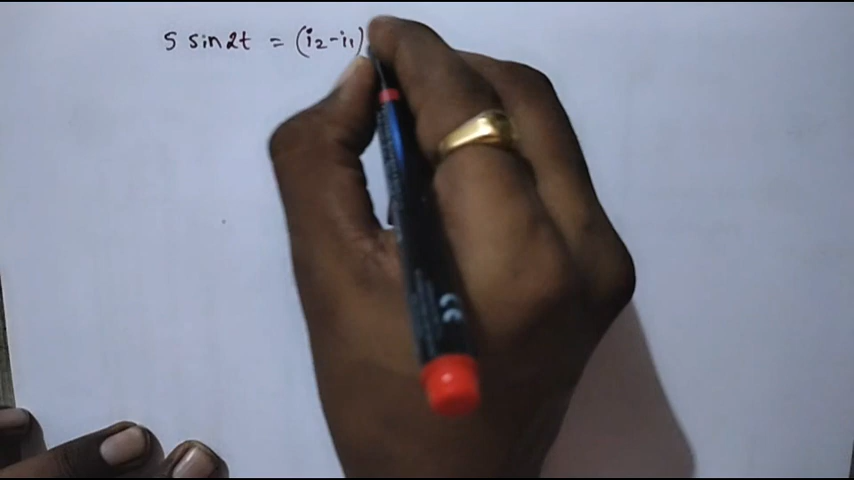 5 sin2t = (i₂-i₁)